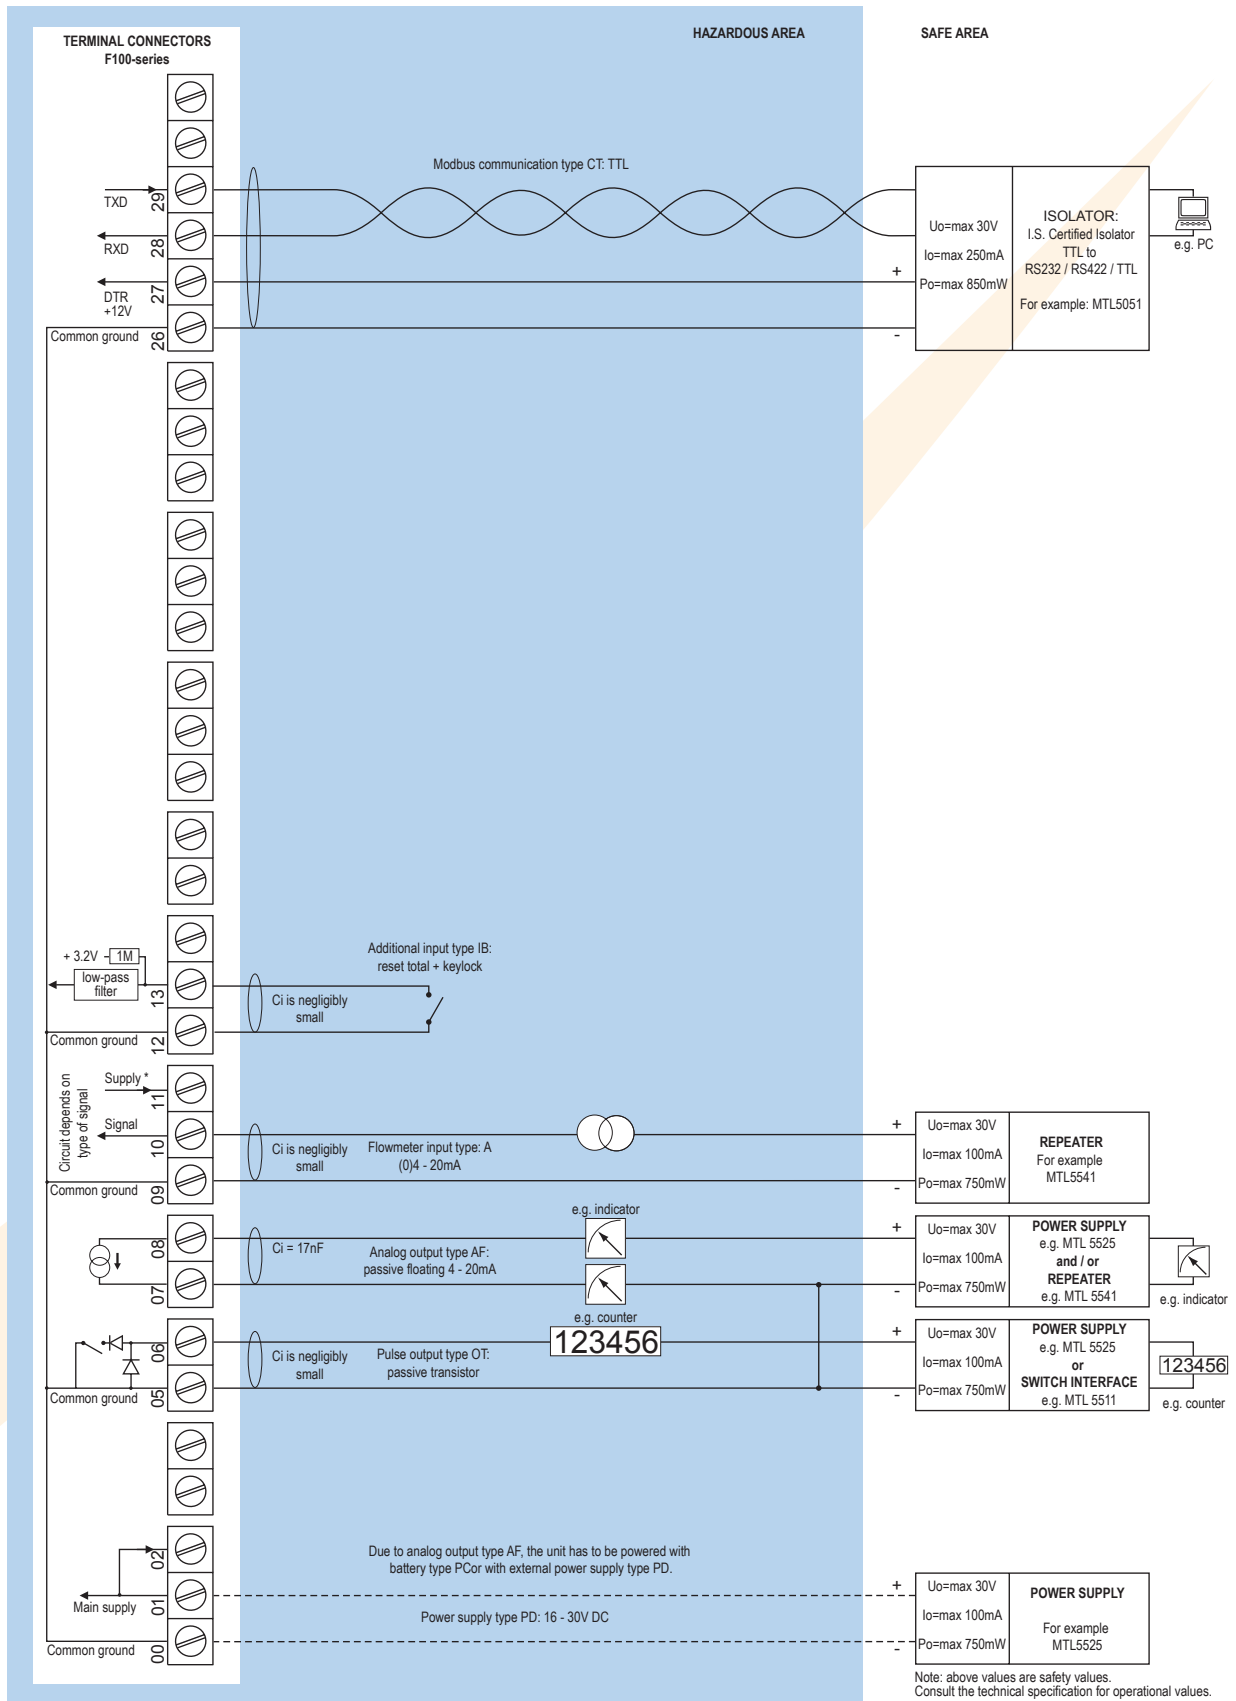 TERMINAL CONNECTORS
F100-series
HAZARDOUS AREA
SAFE AREA
Modbus communication type CT: TTL
TXD
29
RXD
28
DTR
+12V
27
Common ground
26
+
-
Uo=max 30V
Io=max 250mA
Po=max 850mW
ISOLATOR:
I.S. Certified Isolator
TTL to
RS232 / RS422 / TTL
For example: MTL5051
e.g. PC
+ 3.2V
1M
low-pass
filter
13
Common ground
12
Ci is negligibly
small
Additional input type IB:
reset total + keylock
Circuit depends on
type of signal
Supply *
11
Signal
10
Common ground
09
Ci is negligibly
small
Flowmeter input type: A
(0)4 - 20mA
+
-
Uo=max 30V
Io=max 100mA
Po=max 750mW
REPEATER
For example
MTL5541
08
07
Ci = 17nF
Analog output type AF:
passive floating 4 - 20mA
e.g. indicator
+
-
Uo=max 30V
Io=max 100mA
Po=max 750mW
POWER SUPPLY
e.g. MTL 5525
and / or
REPEATER
e.g. MTL 5541
e.g. indicator
06
Common ground
05
Ci is negligibly
small
Pulse output type OT:
passive transistor
e.g. counter
123456
+
-
Uo=max 30V
Io=max 100mA
Po=max 750mW
POWER SUPPLY
e.g. MTL 5525
or
SWITCH INTERFACE
e.g. MTL 5511
123456
e.g. counter
02
Main supply
01
Common ground
00
Due to analog output type AF, the unit has to be powered with
battery type PCor with external power supply type PD.
Power supply type PD: 16 - 30V DC
+
-
Uo=max 30V
Io=max 100mA
Po=max 750mW
POWER SUPPLY
For example
MTL5525
Note: above values are safety values.
Consult the technical specification for operational values.